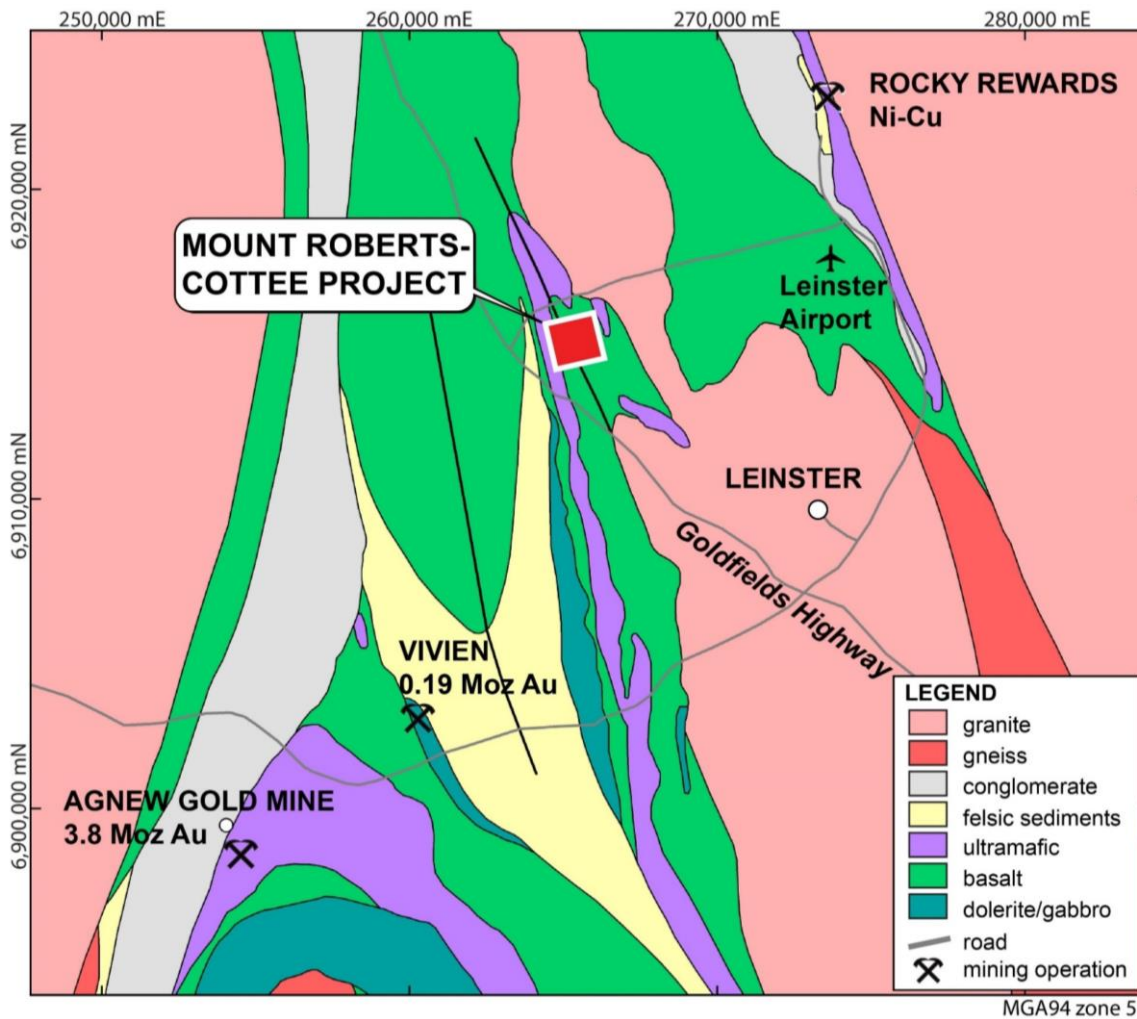 250,000 mE
260,000 mE
270,000 mE
280,000 mE
ROCKY REWARDS
Ni-Cu
6,920,000 mN
MOUNT ROBERTS-
COTTEE PROJECT
Leinster
Airport
6,910,000 mN
LEINSTER
Goldfields Highway
VIVIEN
0.19 Moz Au
6,900,000 mN
AGNEW GOLD MINE
3.8 Moz Au
LEGEND
granite
gneiss
conglomerate
felsic sediments
ultramafic
basalt
dolerite/gabbro
road
mining operation
MGA94 zone 5